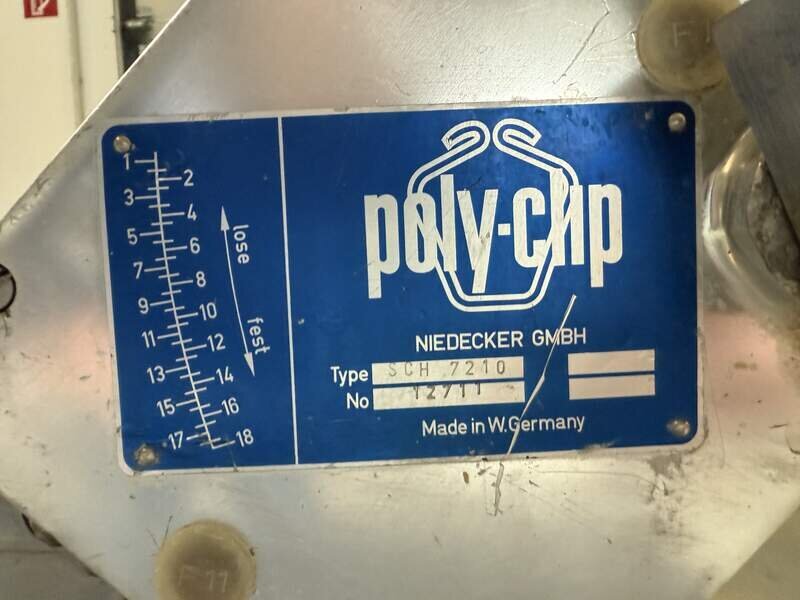 1
2
3
4
5
6
7
8
9
10
11
12
13
14
15
16
17
18
lose
fest
poly-clip
NIEDECKER GMBH
Type SCH 7210
No 12711
Made in W.Germany
F11